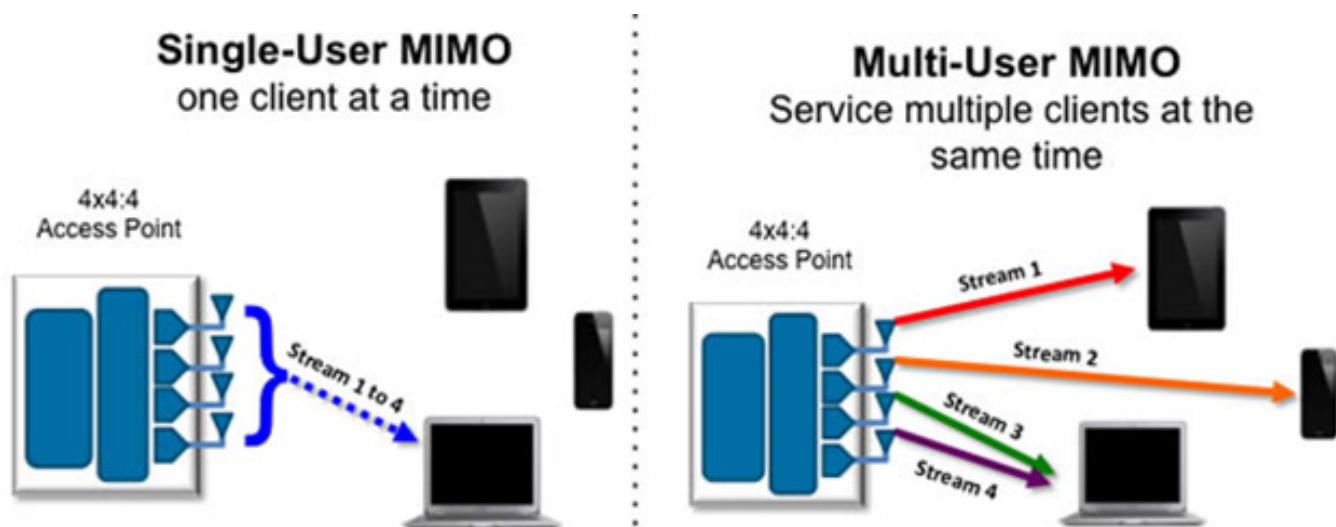 Single-User MIMO
one client at a time
4x4:4
Access Point
Stream 1 to 4
Multi-User MIMO
Service multiple clients at the
same time
4x4:4
Access Point
Stream 1
Stream 2
Stream 3
Stream 4